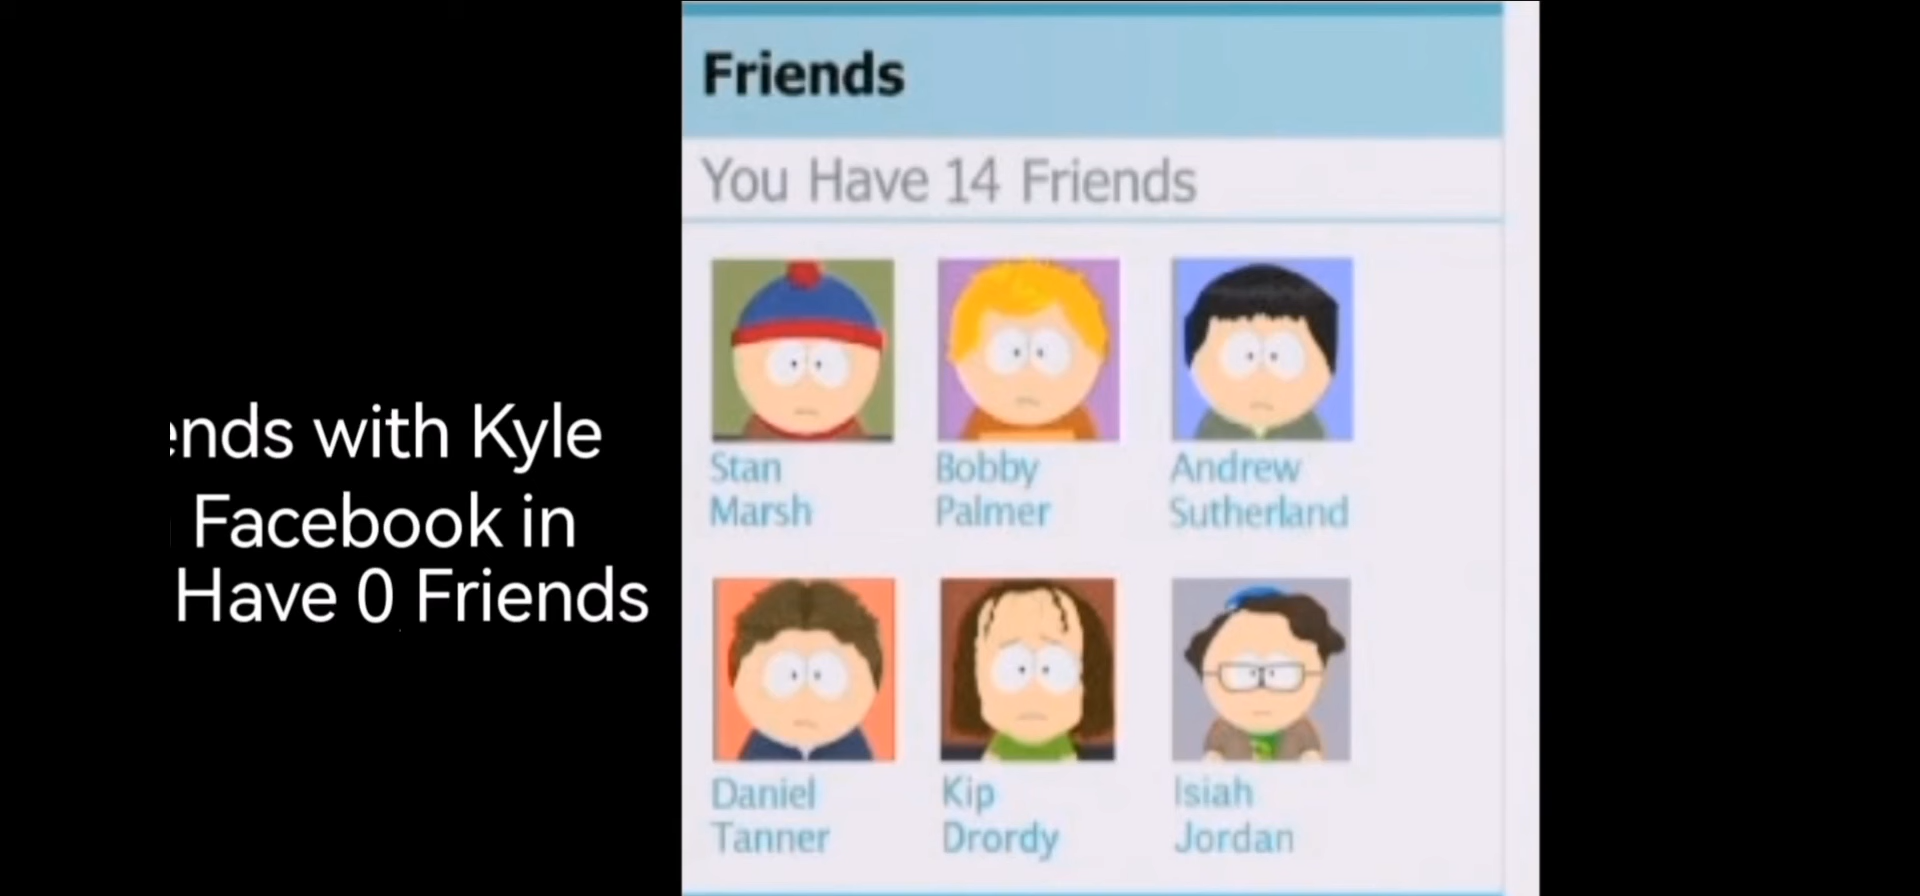 ends with Kyle
Facebook in
Have 0 Friends
Friends
You Have 14 Friends
Stan
Marsh
Bobby
Palmer
Andrew
Sutherland
Daniel
Tanner
Kip
Drordy
Isiah
Jordan